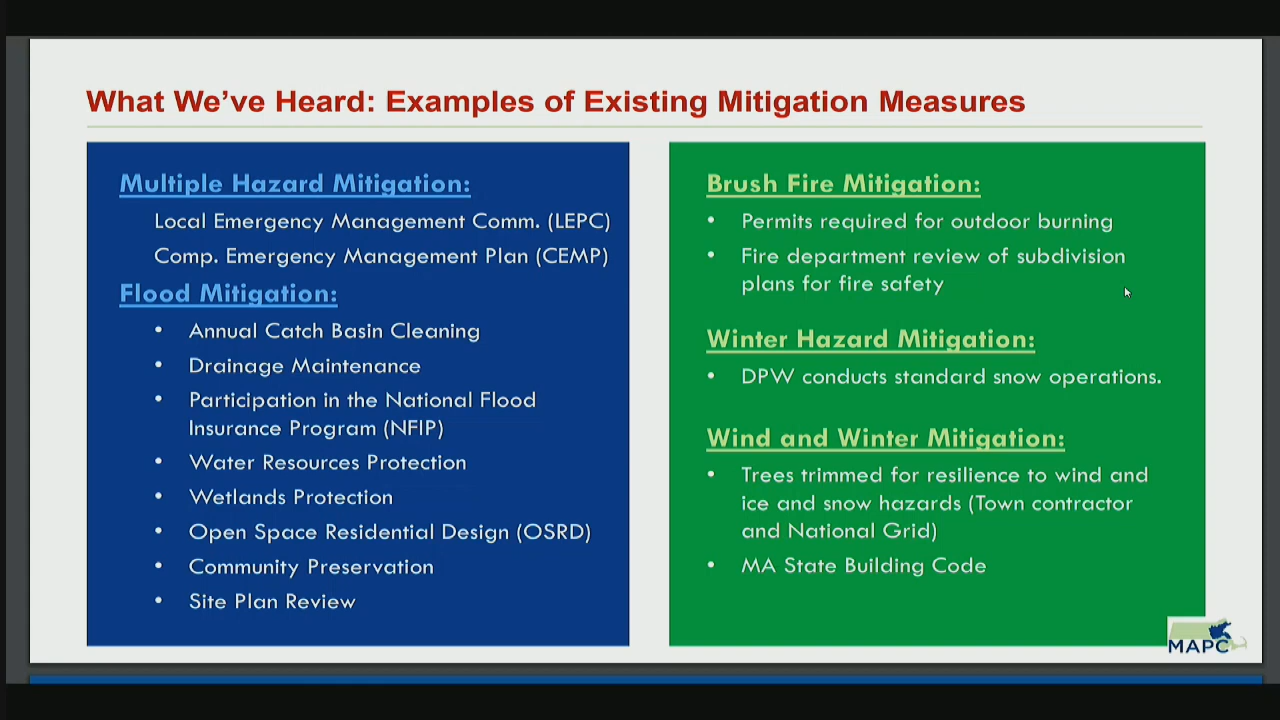 What We've Heard: Examples of Existing Mitigation Measures
Multiple Hazard Mitigation:
Local Emergency Management Comm. (LEPC)
Comp. Emergency Management Plan (CEMP)
Flood Mitigation:
• Annual Catch Basin Cleaning
• Drainage Maintenance
• Participation in the National Flood
Insurance Program (NFIP)
• Water Resources Protection
• Wetlands Protection
• Open Space Residential Design (OSRD)
• Community Preservation
• Site Plan Review
Brush Fire Mitigation:
• Permits required for outdoor burning
• Fire department review of subdivision
plans for fire safety
Winter Hazard Mitigation:
• DPW conducts standard snow operations.
Wind and Winter Mitigation:
• Trees trimmed for resilience to wind and
ice and snow hazards (Town contractor
and National Grid)
• MA State Building Code
MAPC